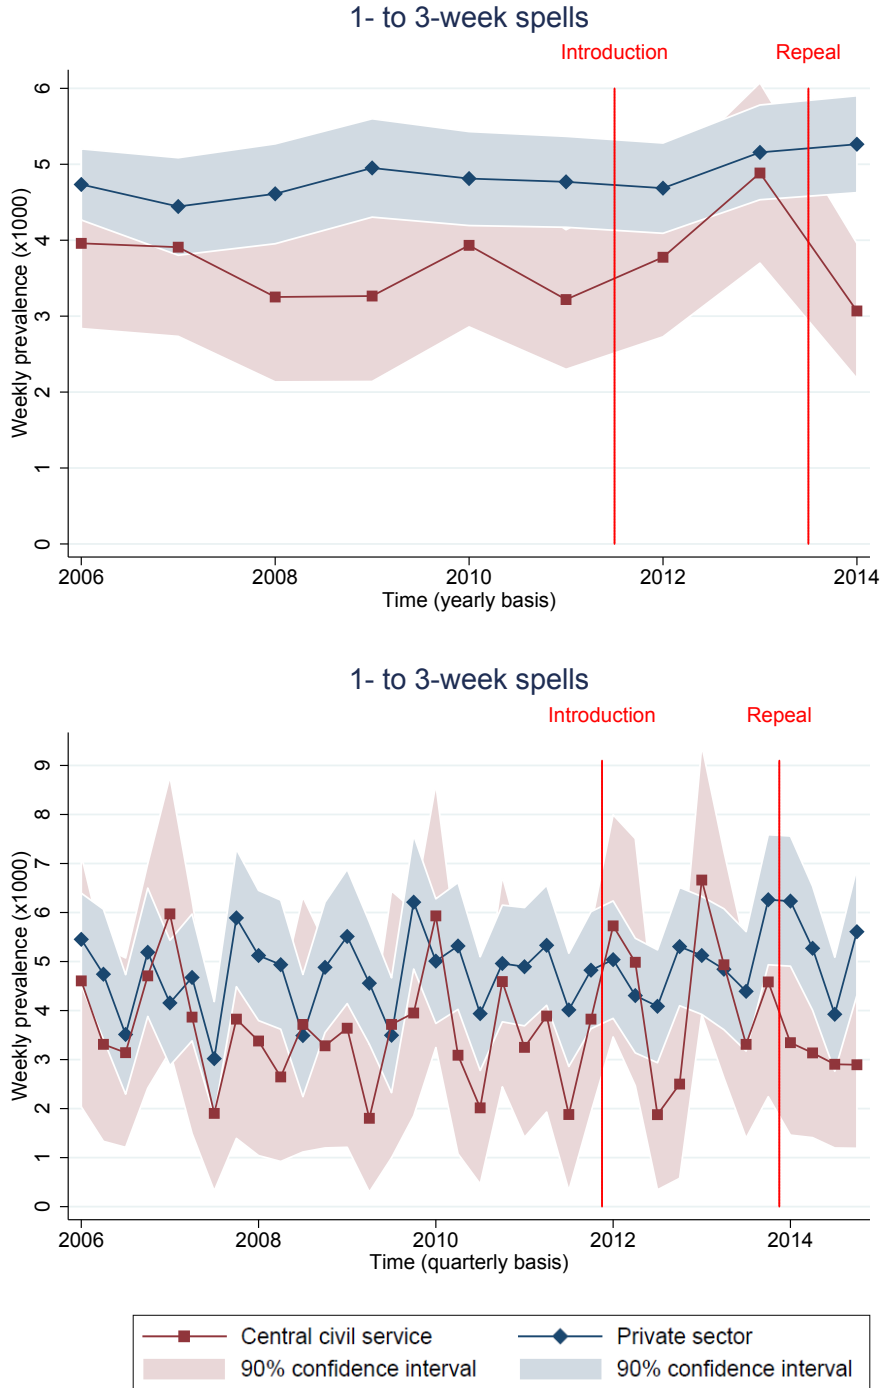 1- to 3-week spells
Introduction Repeal
Weekly prevalence (x1000)
6
5
4
3
2
1
0
2006 2008 2010 2012 2014
Time (yearly basis)
1- to 3-week spells
Introduction Repeal
Weekly prevalence (x1000)
9
8
7
6
5
4
3
2
1
0
2006 2008 2010 2012 2014
Time (quarterly basis)
Central civil service Private sector
90% confidence interval 90% confidence interval